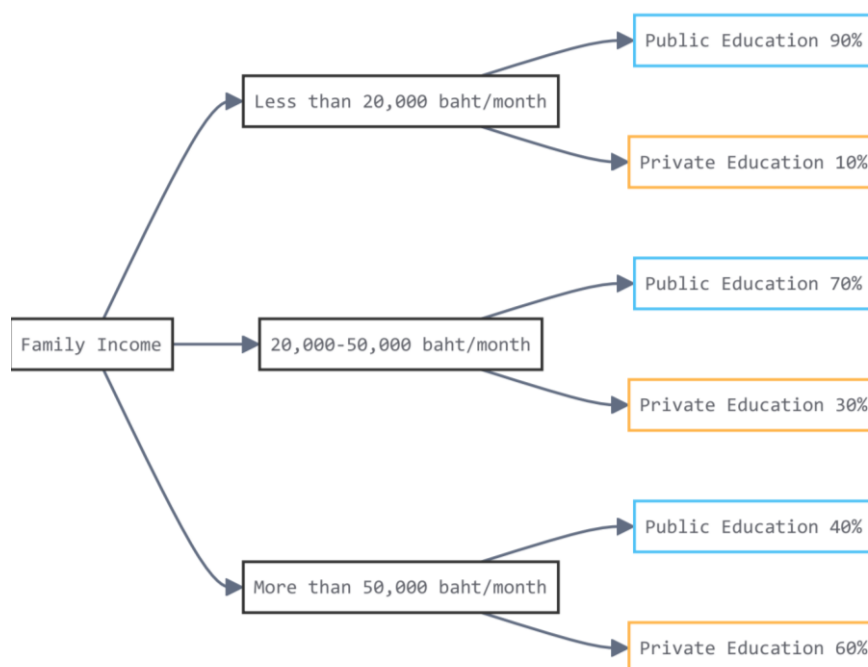 Public Education 90%
Less than 20,000 baht/month
Private Education 10%
Public Education 70%
Family Income
20,000-50,000 baht/month
Private Education 30%
Public Education 40%
More than 50,000 baht/month
Private Education 60%